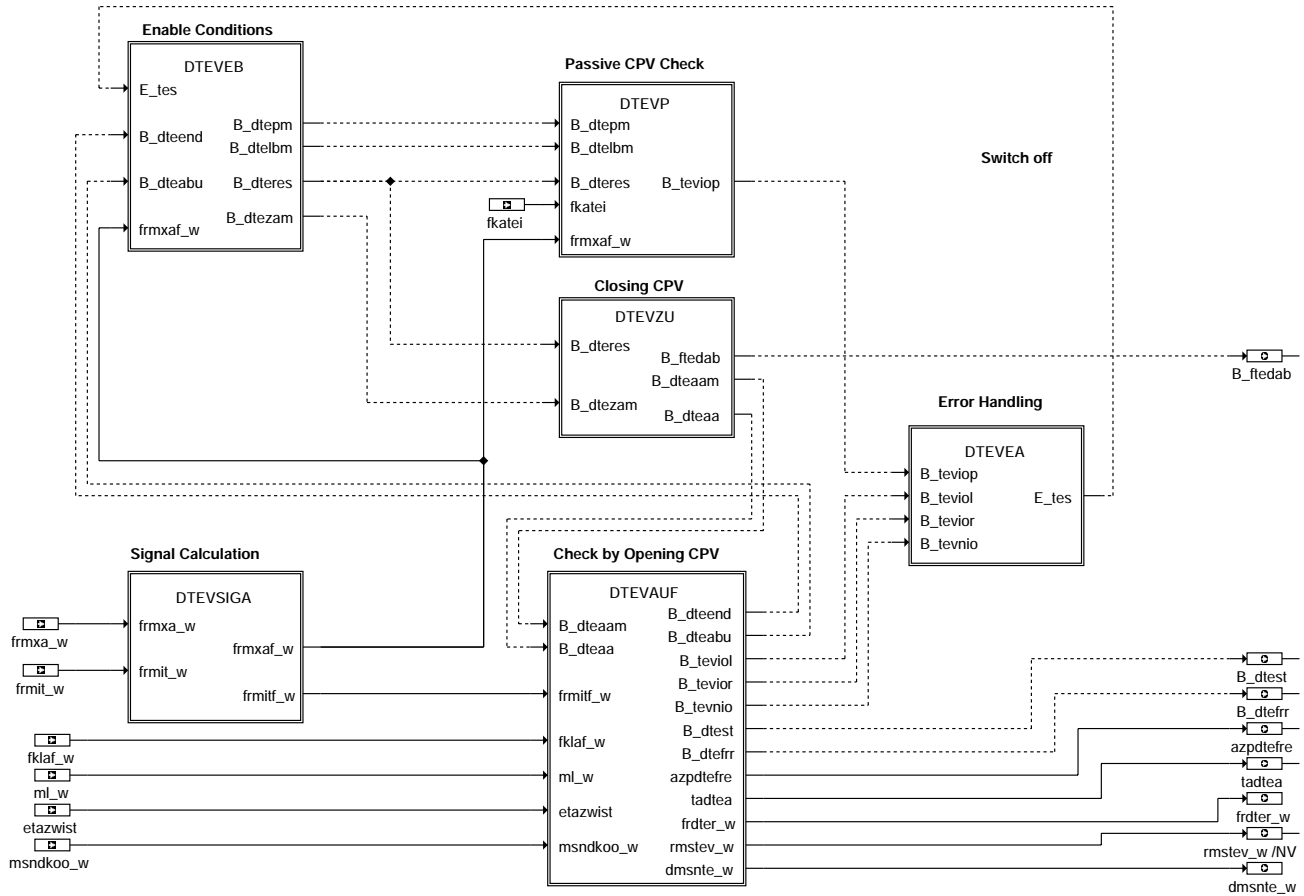 Enable Conditions
DTEVEB
E_tes
B_dteend
B_dteabu
frmxaf_w
B_dtepm
B_dtelbm
B_dteres
B_dtezam
Passive CPV Check
DTEVP
B_dtepm
B_dtelbm
B_dteres
fkatei
frmxaf_w
B_teviop
fkatei
Switch off
Closing CPV
DTEVZU
B_dteres
B_dtezam
B_ftedab
B_dteaam
B_dteaa
B_ftedab
Error Handling
DTEVEA
B_teviop
B_teviol
B_tevior
B_tevnio
E_tes
Signal Calculation
DTEVSIGA
frmxa_w
frmit_w
frmxaf_w
frmitf_w
frmxa_w
frmit_w
Check by Opening CPV
DTEVAUF
B_dteaam
B_dteaa
frmitf_w
fklaf_w
ml_w
etazwist
msndkoo_w
B_dteend
B_dteabu
B_teviol
B_tevior
B_tevnio
B_dtest
B_dtefrr
azpdtefre
tadtea
frdter_w
rmstev_w
dmsnte_w
fklaf_w
ml_w
etazwist
msndkoo_w
B_dtest
B_dtefrr
azpdtefre
tadtea
frdter_w
rmstev_w /NV
dmsnte_w